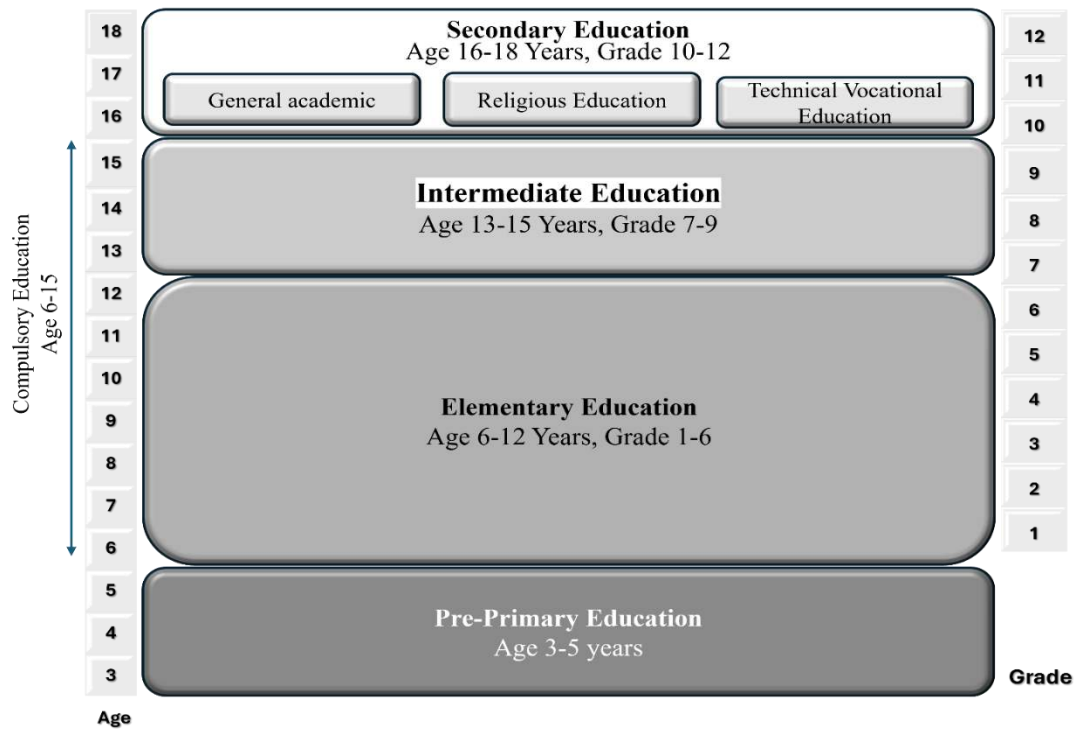 Secondary Education
Age 16-18 Years, Grade 10-12
General academic
Religious Education
Technical Vocational
Education
Intermediate Education
Age 13-15 Years, Grade 7-9
Elementary Education
Age 6-12 Years, Grade 1-6
Pre-Primary Education
Age 3-5 years
Compulsory Education
Age 6-15
18
17
16
15
14
13
12
11
10
9
8
7
6
5
4
3
Age
12
11
10
9
8
7
6
5
4
3
2
1
Grade